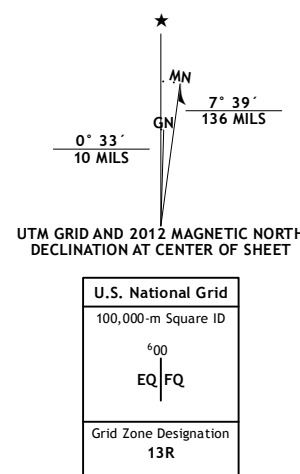 ★
MN
GN
7° 39´
136 MILS
0° 33´
10 MILS
UTM GRID AND 2012 MAGNETIC NORTH
DECLINATION AT CENTER OF SHEET
U.S. National Grid
100,000-m Square ID
⁶00
EQ FQ
Grid Zone Designation
13R